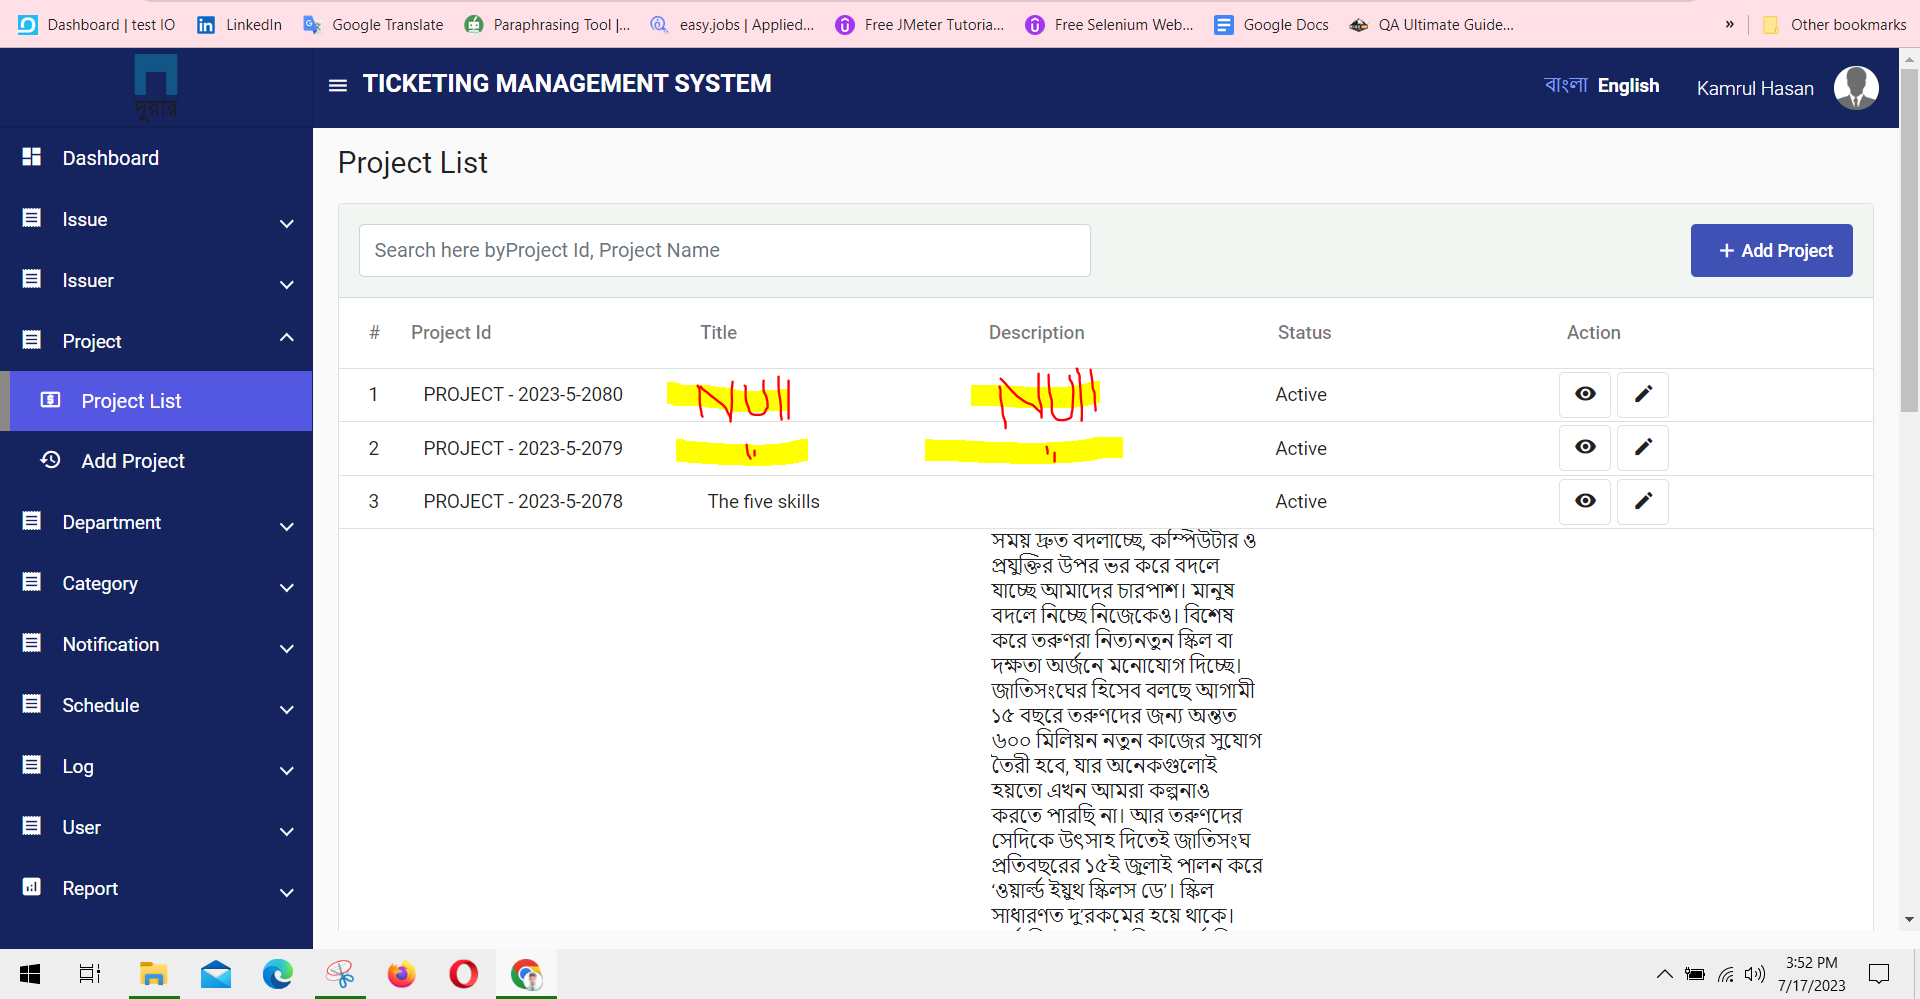 Dashboard | test IO
LinkedIn
Google Translate
Paraphrasing Tool |...
easy.jobs | Applied...
Free JMeter Tutoria...
Free Selenium Web...
Google Docs
QA Ultimate Guide...
»
Other bookmarks
দুয়ার
TICKETING MANAGEMENT SYSTEM
বাংলা English
Kamrul Hasan
Dashboard
Issue
Issuer
Project
Project List
Add Project
Department
Category
Notification
Schedule
Log
User
Report
Project List
Search here byProject Id, Project Name
+ Add Project
# Project Id Title Description Status Action
1 PROJECT - 2023-5-2080 NUll NUll Active
2 PROJECT - 2023-5-2079 " " Active
3 PROJECT - 2023-5-2078 The five skills Active
সময় দ্রুত বদলাচ্ছে, কম্পিউটার ও
প্রযুক্তির উপর ভর করে বদলে
যাচ্ছে আমাদের চারপাশ। মানুষ
বদলে নিচ্ছে নিজেকেও। বিশেষ
করে তরুণরা নিত্যনতুন স্কিল বা
দক্ষতা অর্জনে মনোযোগ দিচ্ছে।
জাতিসংঘের হিসেব বলছে আগামী
১৫ বছরে তরুণদের জন্য অন্তত
৬০০ মিলিয়ন নতুন কাজের সুযোগ
তৈরী হবে, যার অনেকগুলোই
হয়তো এখন আমরা কল্পনাও
করতে পারছি না। আর তরুণদের
সেদিকে উৎসাহ দিতেই জাতিসংঘ
প্রতিবছরের ১৫ই জুলাই পালন করে
‘ওয়ার্ল্ড ইয়ুথ স্কিলস ডে’। স্কিল
সাধারণত দু’রকমের হয়ে থাকে।
3:52 PM
7/17/2023